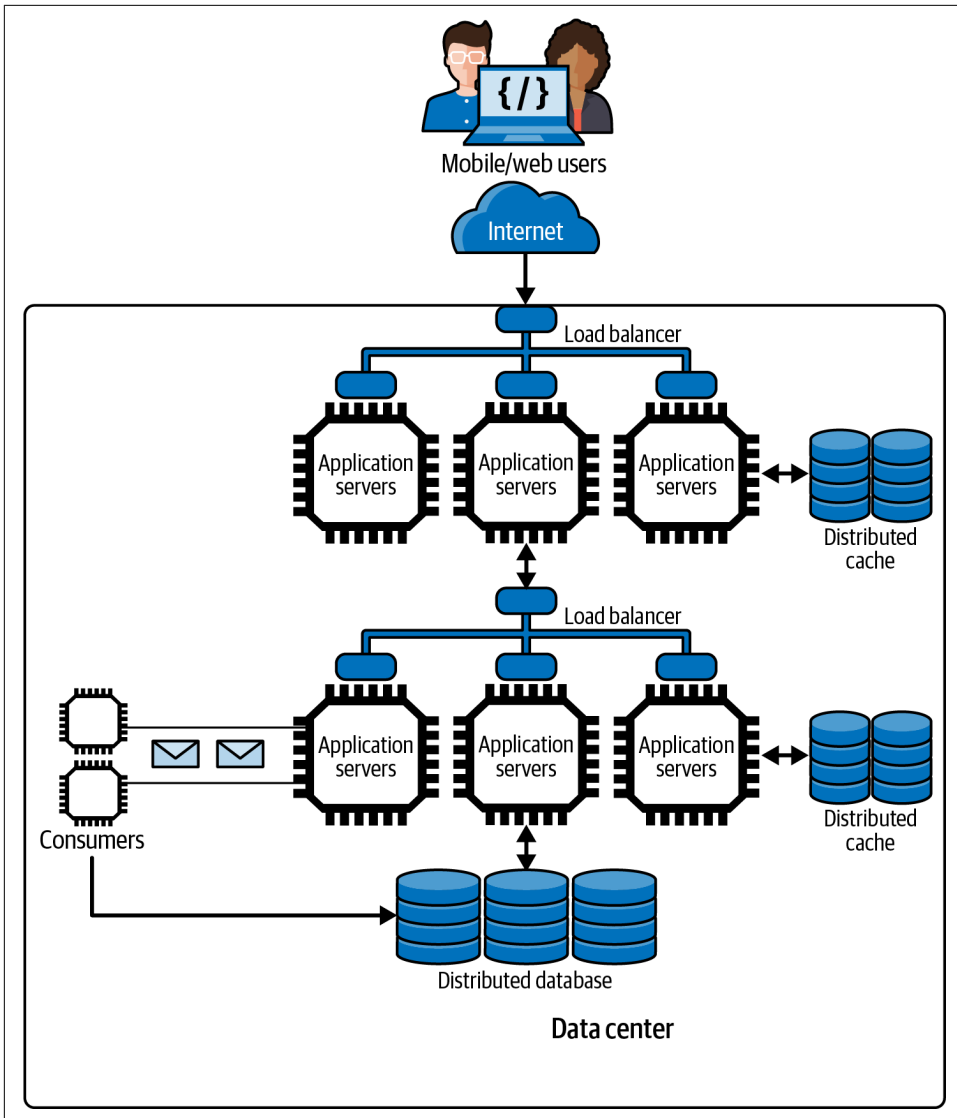 {/}
Mobile/web users
Internet
Load balancer
Application
servers
Application
servers
Application
servers
Distributed
cache
Load balancer
Application
servers
Application
servers
Application
servers
Distributed
cache
Consumers
Distributed database
Data center